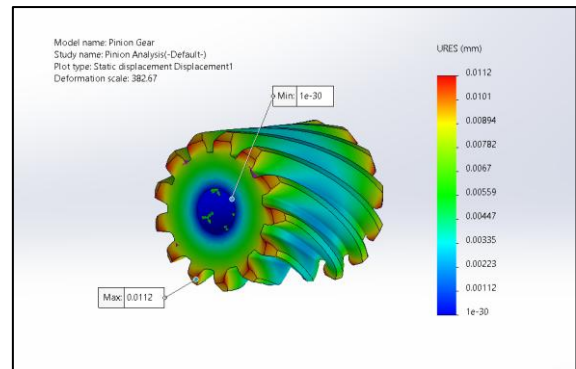 Model name: Pinion Gear
Study name: Pinion Analysis(-Default-)
Plot type: Static displacement Displacement1
Deformation scale: 382.67
URES (mm)
0.0112
0.0101
0.00894
0.00782
0.0067
0.00559
0.00447
0.00335
0.00223
0.00112
1e-30
Min: 1e-30
Max: 0.0112